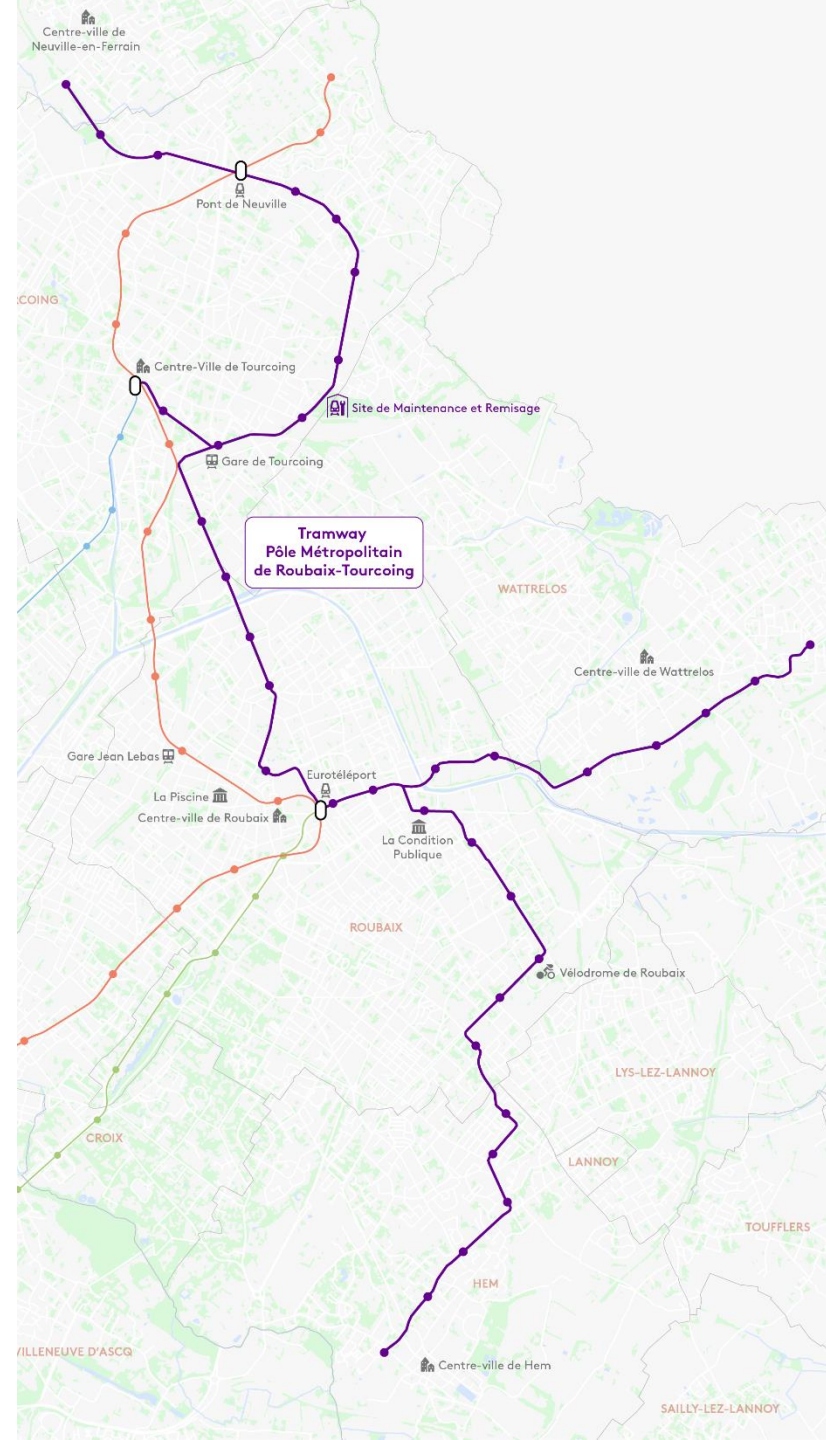 Centre-ville de
Neuville-en-Ferrain
Pont de Neuville
RCOING
Centre-Ville de Tourcoing
Site de Maintenance et Remisage
Gare de Tourcoing
Tramway
Pôle Métropolitain
de Roubaix-Tourcoing
WATTRELOS
Centre-ville de Wattrelos
Gare Jean Lebas
Eurotéléport
La Piscine
Centre-ville de Roubaix
La Condition
Publique
ROUBAIX
Vélodrome de Roubaix
LYS-LEZ-LANNOY
CROIX
LANNOY
TOUFFLERS
HEM
VILLENEUVE D'ASCQ
Centre-ville de Hem
SAILLY-LEZ-LANNOY